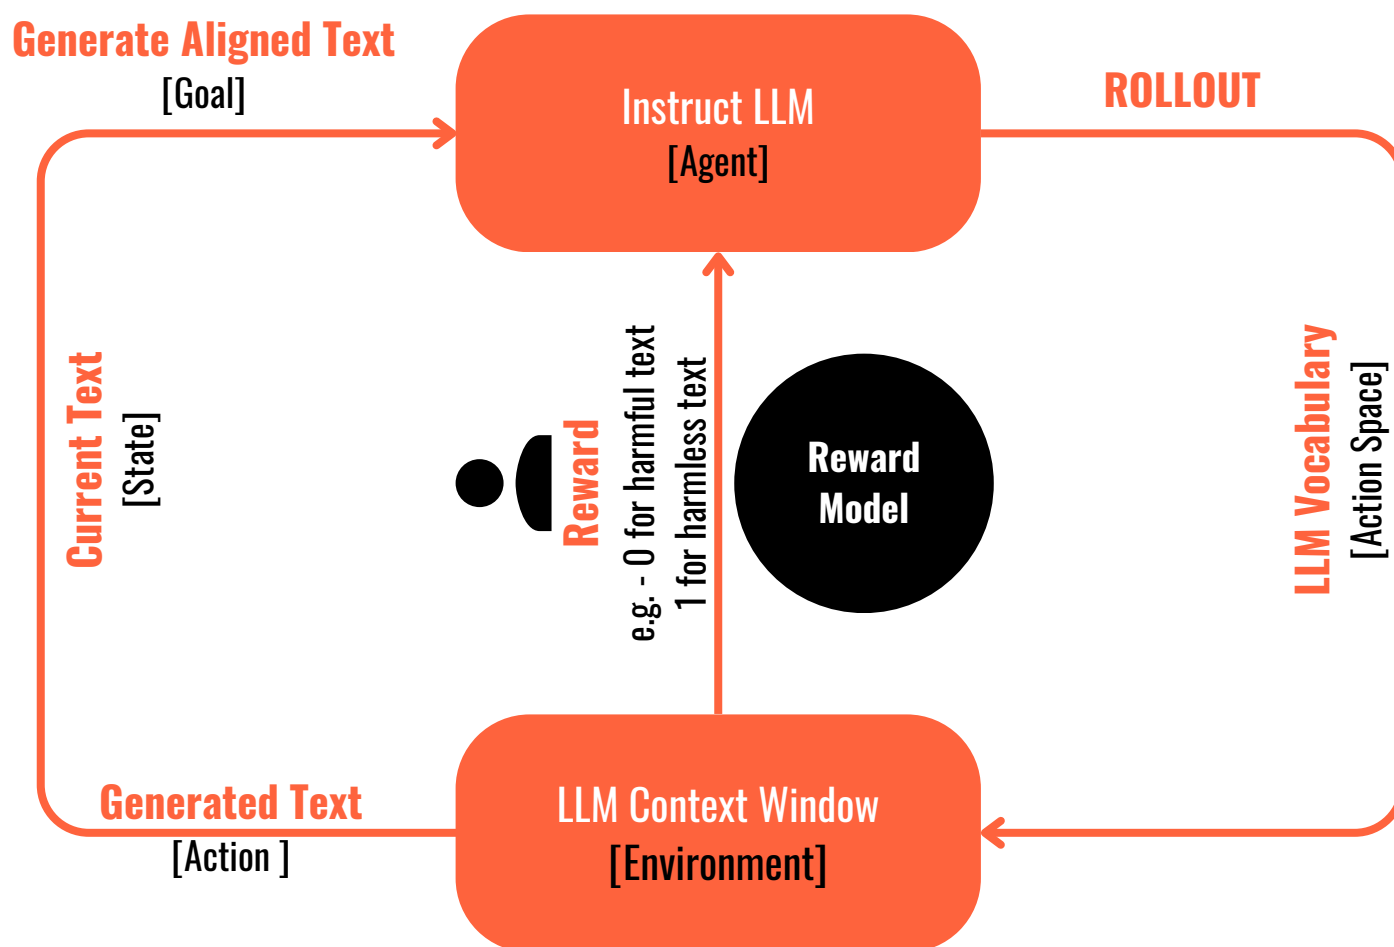 Generate Aligned Text
[Goal]
Instruct LLM
[Agent]
ROLLOUT
Current Text
[State]
Reward
e.g. - 0 for harmful text
1 for harmless text
Reward
Model
LLM Vocabulary
[Action Space]
Generated Text
[Action ]
LLM Context Window
[Environment]